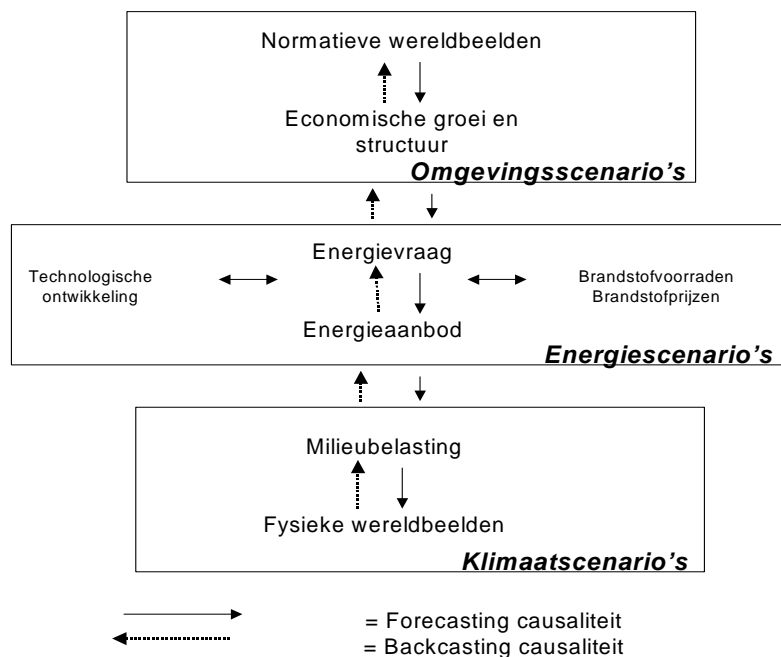 Normatieve wereldbeelden
Economische groei en
structuur
Omgevingsscenario's
Energievraag
Technologische
ontwikkeling
Brandstofvoorraden
Brandstofprijzen
Energieaanbod
Energiescenario's
Milieubelasting
Fysieke wereldbeelden
Klimaatscenario's
= Forecasting causaliteit
= Backcasting causaliteit